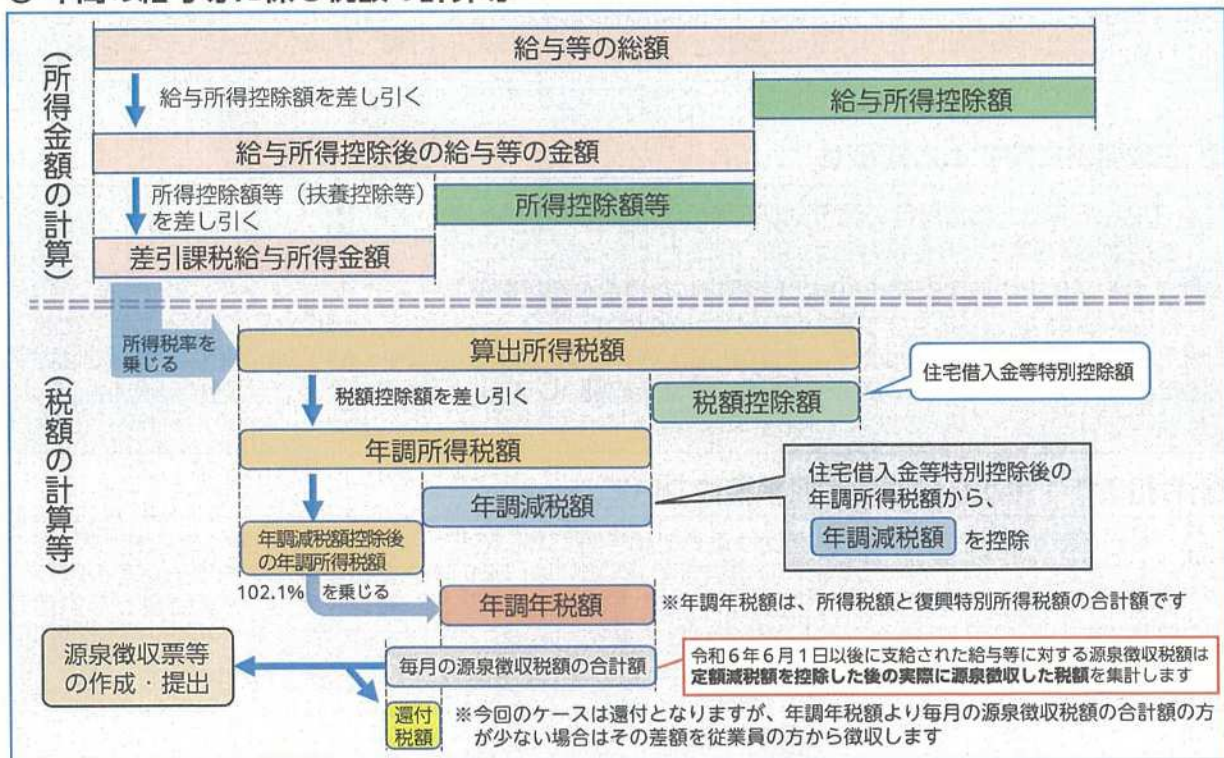 (所得金額の計算)
給与等の総額
給与所得控除額を差し引く
給与所得控除額
給与所得控除後の給与等の金額
所得控除額等(扶養控除等)
を差し引く
所得控除額等
差引課税給与所得金額
(税額の計算等)
所得税率を
乗じる
算出所得税額
税額控除額を差し引く
税額控除額
住宅借入金等特別控除額
年調所得税額
年調減税額
住宅借入金等特別控除後の
年調所得税額から、
年調減税額 を控除
年調減税額控除後
の年調所得税額
102.1% を乗じる
年調年税額
※年調年税額は、所得税額と復興特別所得税額の合計額です
源泉徴収票等
の作成・提出
毎月の源泉徴収税額の合計額
令和6年6月1日以後に支給された給与等に対する源泉徴収税額は
定額減税額を控除した後の実際に源泉徴収した税額を集計します
還付
税額
※今回のケースは還付となりますが、年調年税額より毎月の源泉徴収税額の合計額の方
が少ない場合はその差額を従業員の方から徴収します